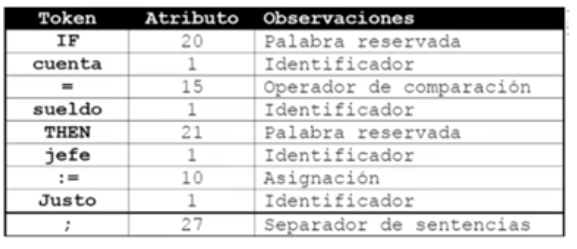 Token Atributo Observaciones
IF 20 Palabra reservada
cuenta 1 Identificador
= 15 Operador de comparación
sueldo 1 Identificador
THEN 21 Palabra reservada
jefe 1 Identificador
:= 10 Asignación
Justo 1 Identificador
; 27 Separador de sentencias